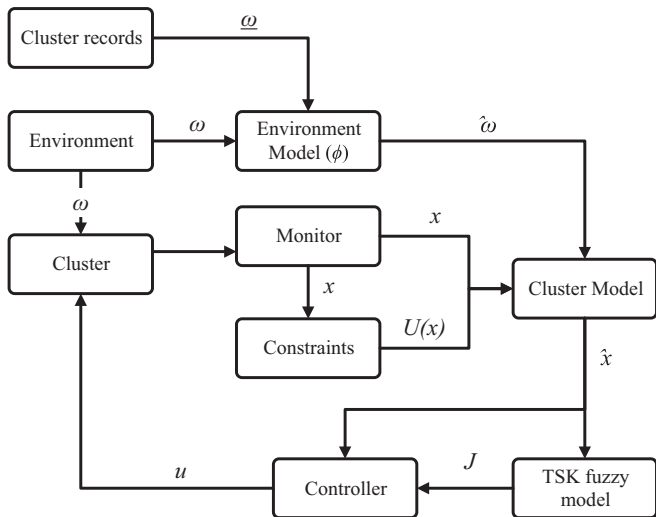 Cluster records
ω
Environment
ω
Environment
Model (ϕ)
ω̂
ω
Cluster
Monitor
x
x
Constraints
U(x)
Cluster Model
x̂
u
Controller
J
TSK fuzzy
model